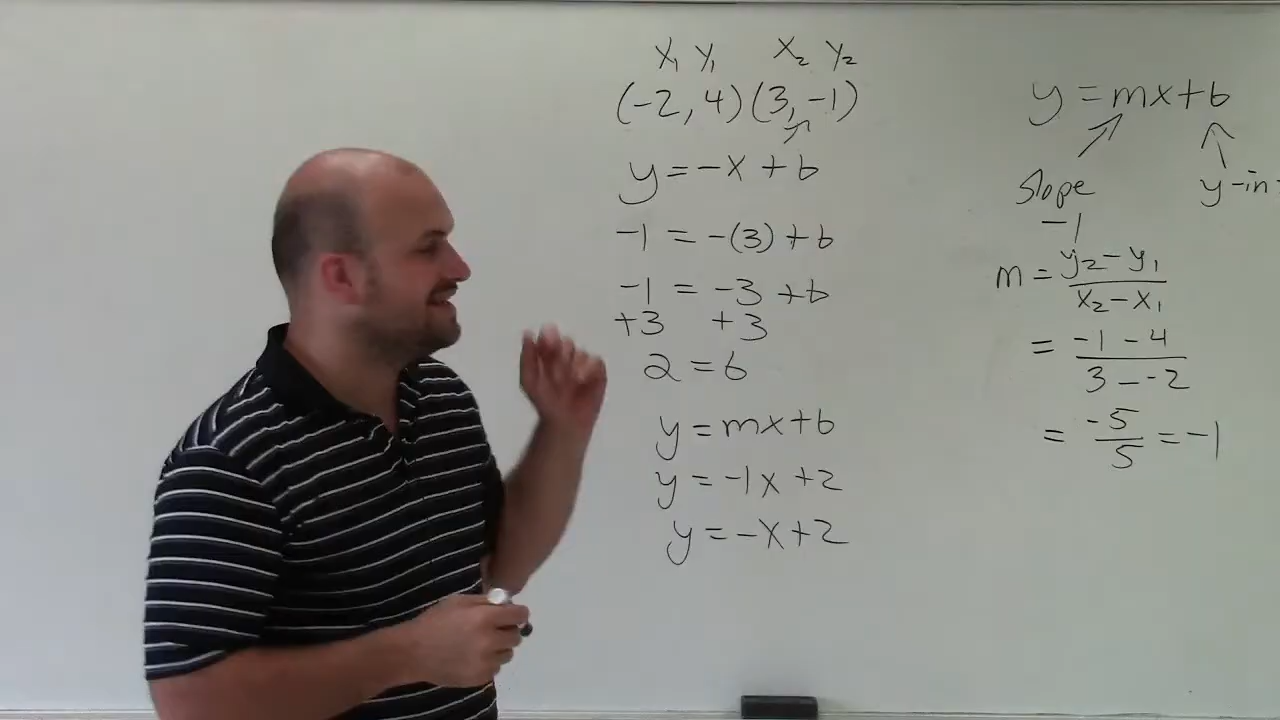 x₁ y₁ x₂ y₂
(-2, 4) (3, -1)
y = -x + b
-1 = -(3) + b
-1 = -3 + b
+3 +3
2 = b
y = mx + b
y = -1x + 2
y = -x + 2
y = mx + b
slope y-in
-1
m = y₂ - y₁ / x₂ - x₁
= -1 - 4 / 3 - -2
= -5 / 5 = -1